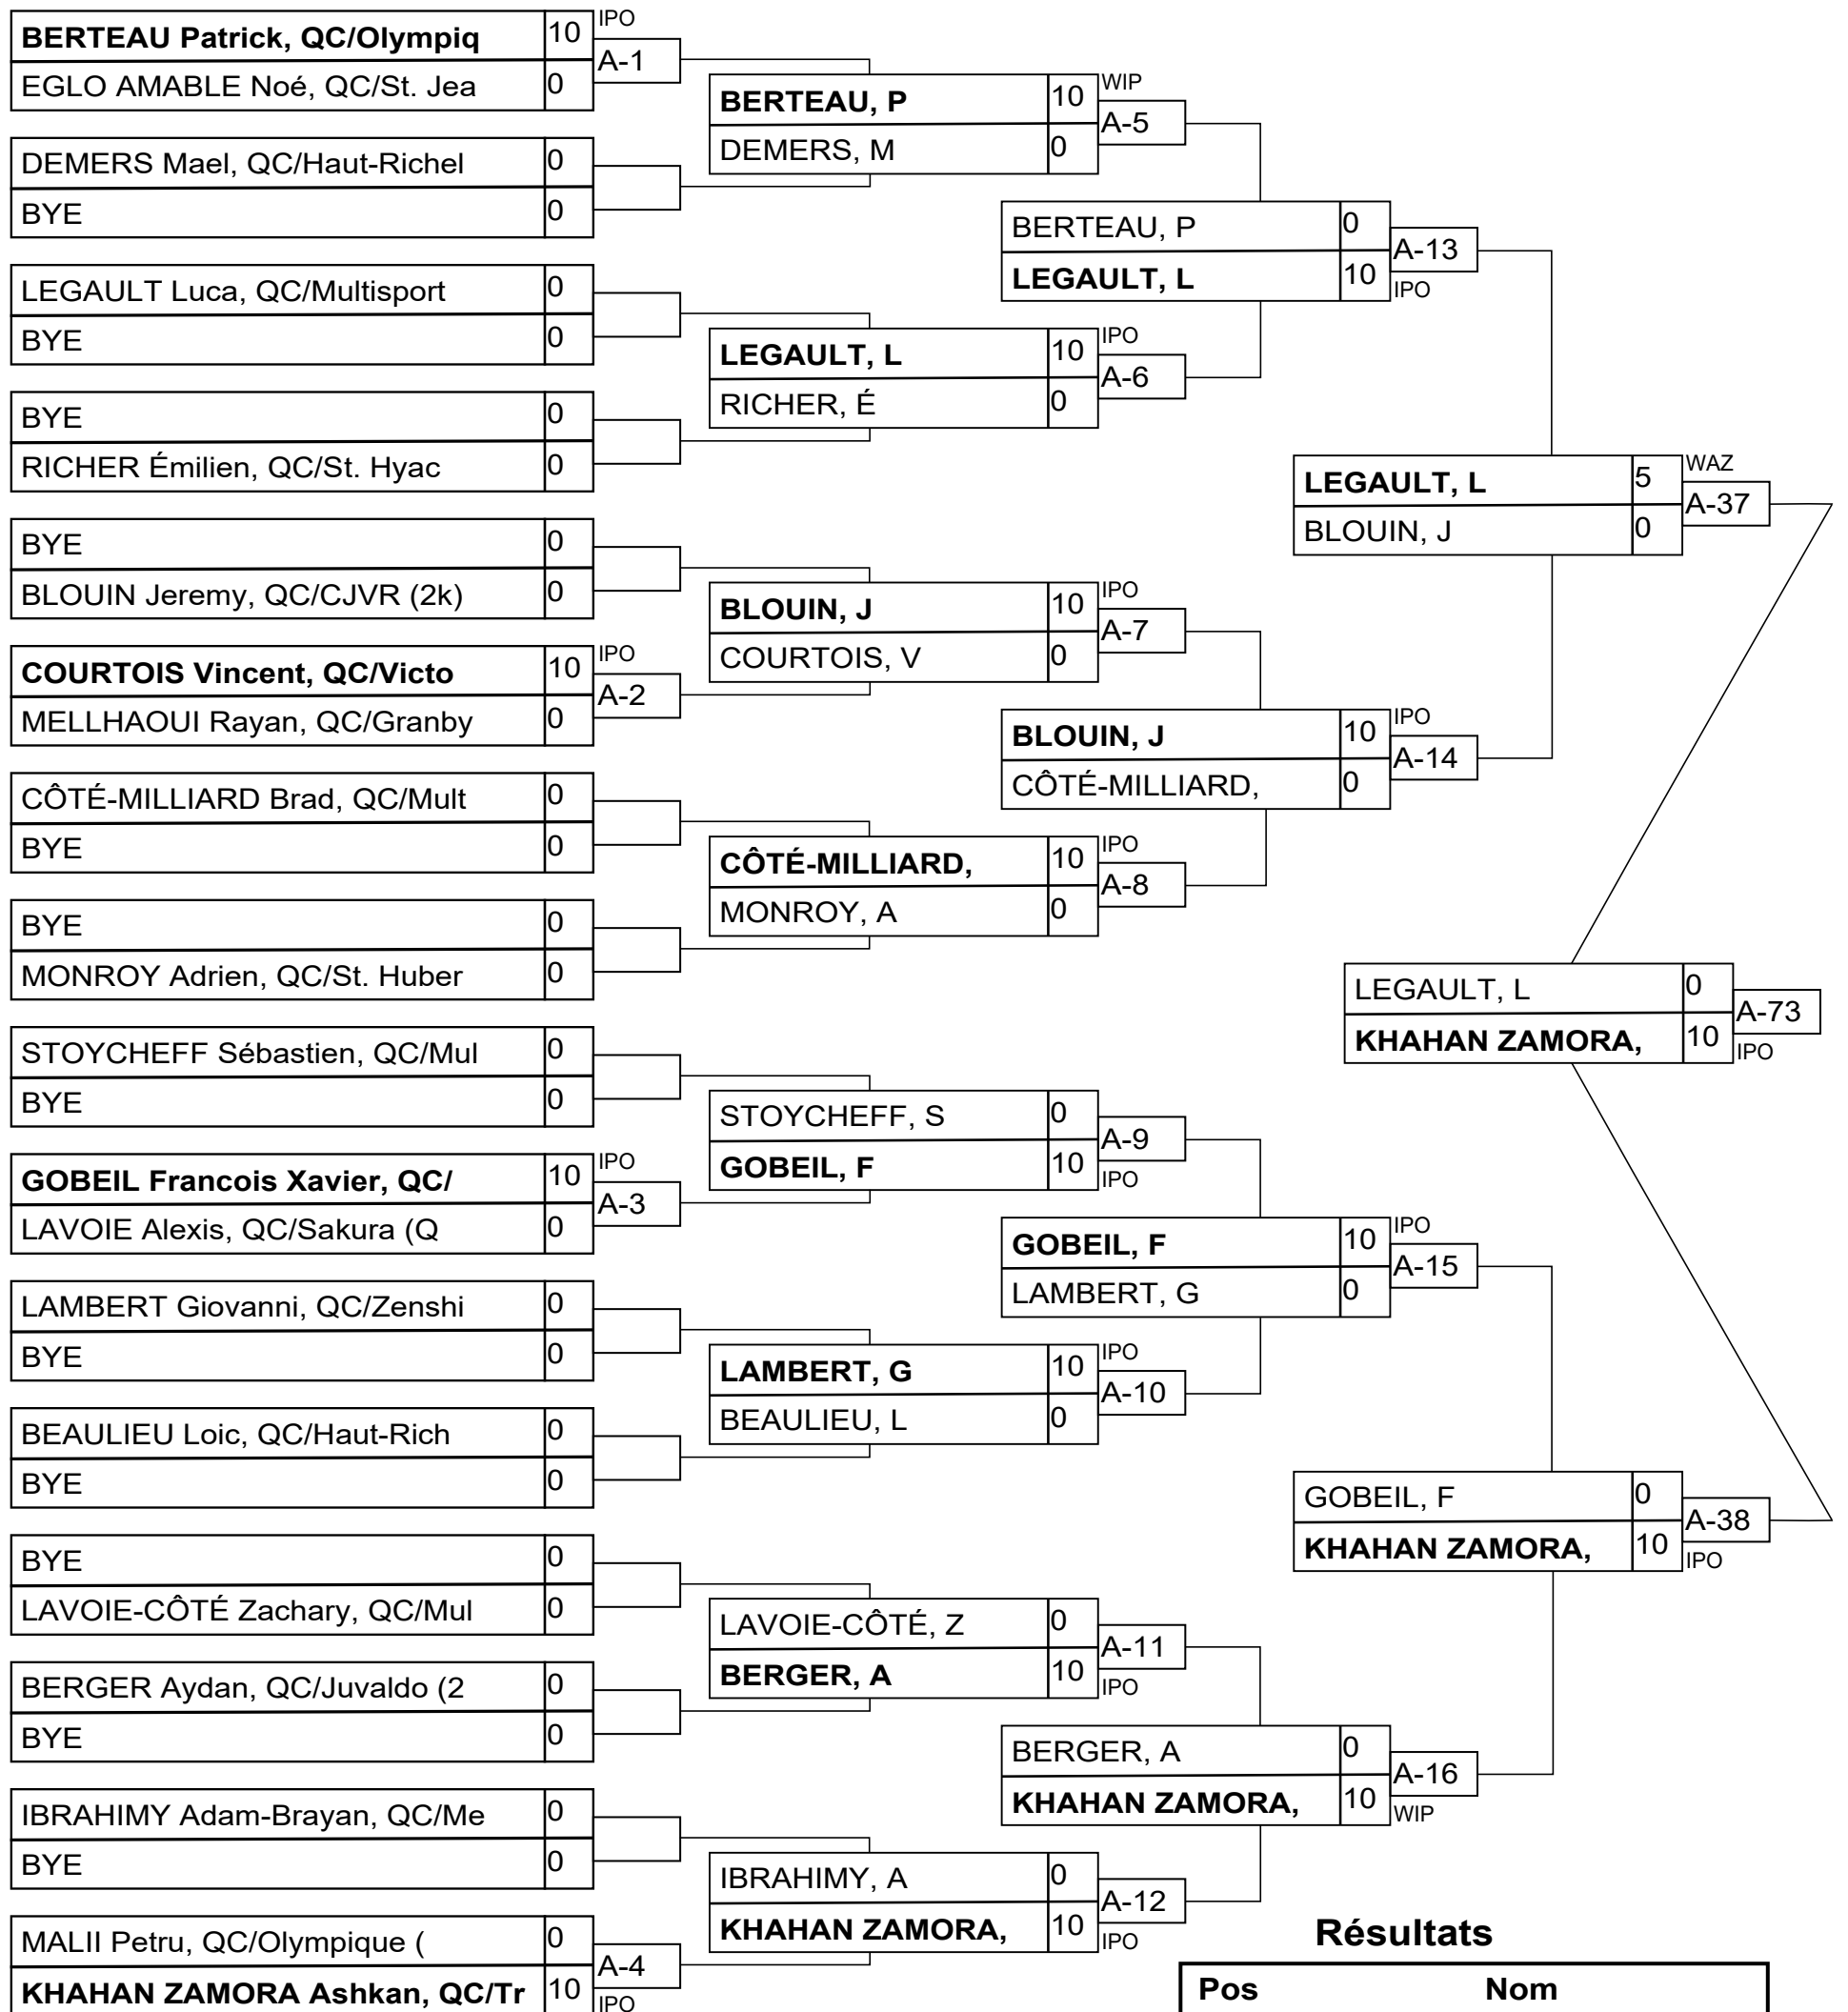 BERTEAU Patrick, QC/Olympiq 10 IPO
A-1
EGLO AMABLE Noé, QC/St. Jea 0
DEMERS Mael, QC/Haut-Richel 0
BYE 0
LEGAULT Luca, QC/Multisport 0
BYE 0
BYE 0
RICHER Émilien, QC/St. Hyac 0
BYE 0
BLOUIN Jeremy, QC/CJVR (2k) 0
COURTOIS Vincent, QC/Victo 10 IPO
A-2
MELLHAOUI Rayan, QC/Granby 0
CÔTÉ-MILLIARD Brad, QC/Mult 0
BYE 0
BYE 0
MONROY Adrien, QC/St. Huber 0
STOYCHEFF Sébastien, QC/Mul 0
BYE 0
GOBEIL Francois Xavier, QC/ 10 IPO
A-3
LAVOIE Alexis, QC/Sakura (Q 0
LAMBERT Giovanni, QC/Zenshi 0
BYE 0
BEAULIEU Loic, QC/Haut-Rich 0
BYE 0
BYE 0
LAVOIE-CÔTÉ Zachary, QC/Mul 0
BERGER Aydan, QC/Juvaldo (2 0
BYE 0
IBRAHIMY Adam-Brayan, QC/Me 0
BYE 0
MALII Petru, QC/Olympique ( 0
A-4
KHAHAN ZAMORA Ashkan, QC/Tr 10 IPO
BERTEAU, P 10 WIP
A-5
DEMERS, M 0
LEGAULT, L 10 IPO
A-6
RICHER, É 0
BLOUIN, J 10 IPO
A-7
COURTOIS, V 0
CÔTÉ-MILLIARD, 10 IPO
A-8
MONROY, A 0
STOYCHEFF, S 0
A-9
GOBEIL, F 10 IPO
LAMBERT, G 10 IPO
A-10
BEAULIEU, L 0
LAVOIE-CÔTÉ, Z 0
A-11
BERGER, A 10 IPO
IBRAHIMY, A 0
A-12
KHAHAN ZAMORA, 10 IPO
BERTEAU, P 0
A-13
LEGAULT, L 10 IPO
BLOUIN, J 10 IPO
A-14
CÔTÉ-MILLIARD, 0
GOBEIL, F 10 IPO
A-15
LAMBERT, G 0
BERGER, A 0
A-16
KHAHAN ZAMORA, 10 WIP
LEGAULT, L 5 WAZ
A-37
BLOUIN, J 0
GOBEIL, F 0
A-38
KHAHAN ZAMORA, 10 IPO
LEGAULT, L 0
A-73
KHAHAN ZAMORA, 10 IPO
Résultats
Pos Nom